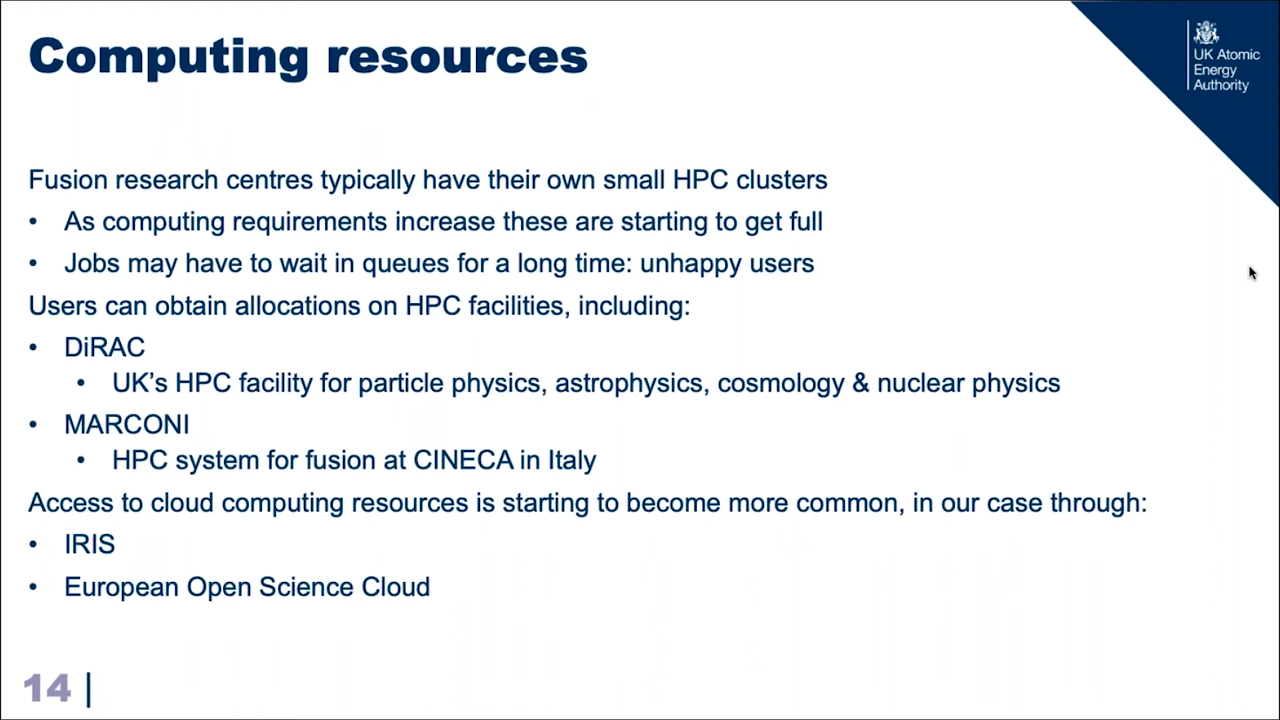 Computing resources
UK Atomic
Energy
Authority
Fusion research centres typically have their own small HPC clusters
• As computing requirements increase these are starting to get full
• Jobs may have to wait in queues for a long time: unhappy users
Users can obtain allocations on HPC facilities, including:
• DiRAC
• UK’s HPC facility for particle physics, astrophysics, cosmology & nuclear physics
• MARCONI
• HPC system for fusion at CINECA in Italy
Access to cloud computing resources is starting to become more common, in our case through:
• IRIS
• European Open Science Cloud
14 |